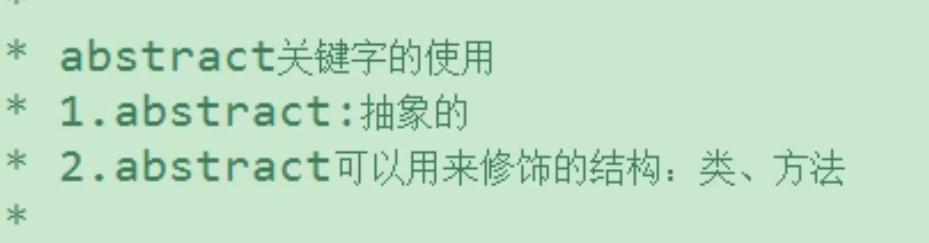 *
* abstract关键字的使用
* 1.abstract:抽象的
* 2.abstract可以用来修饰的结构：类、方法
*